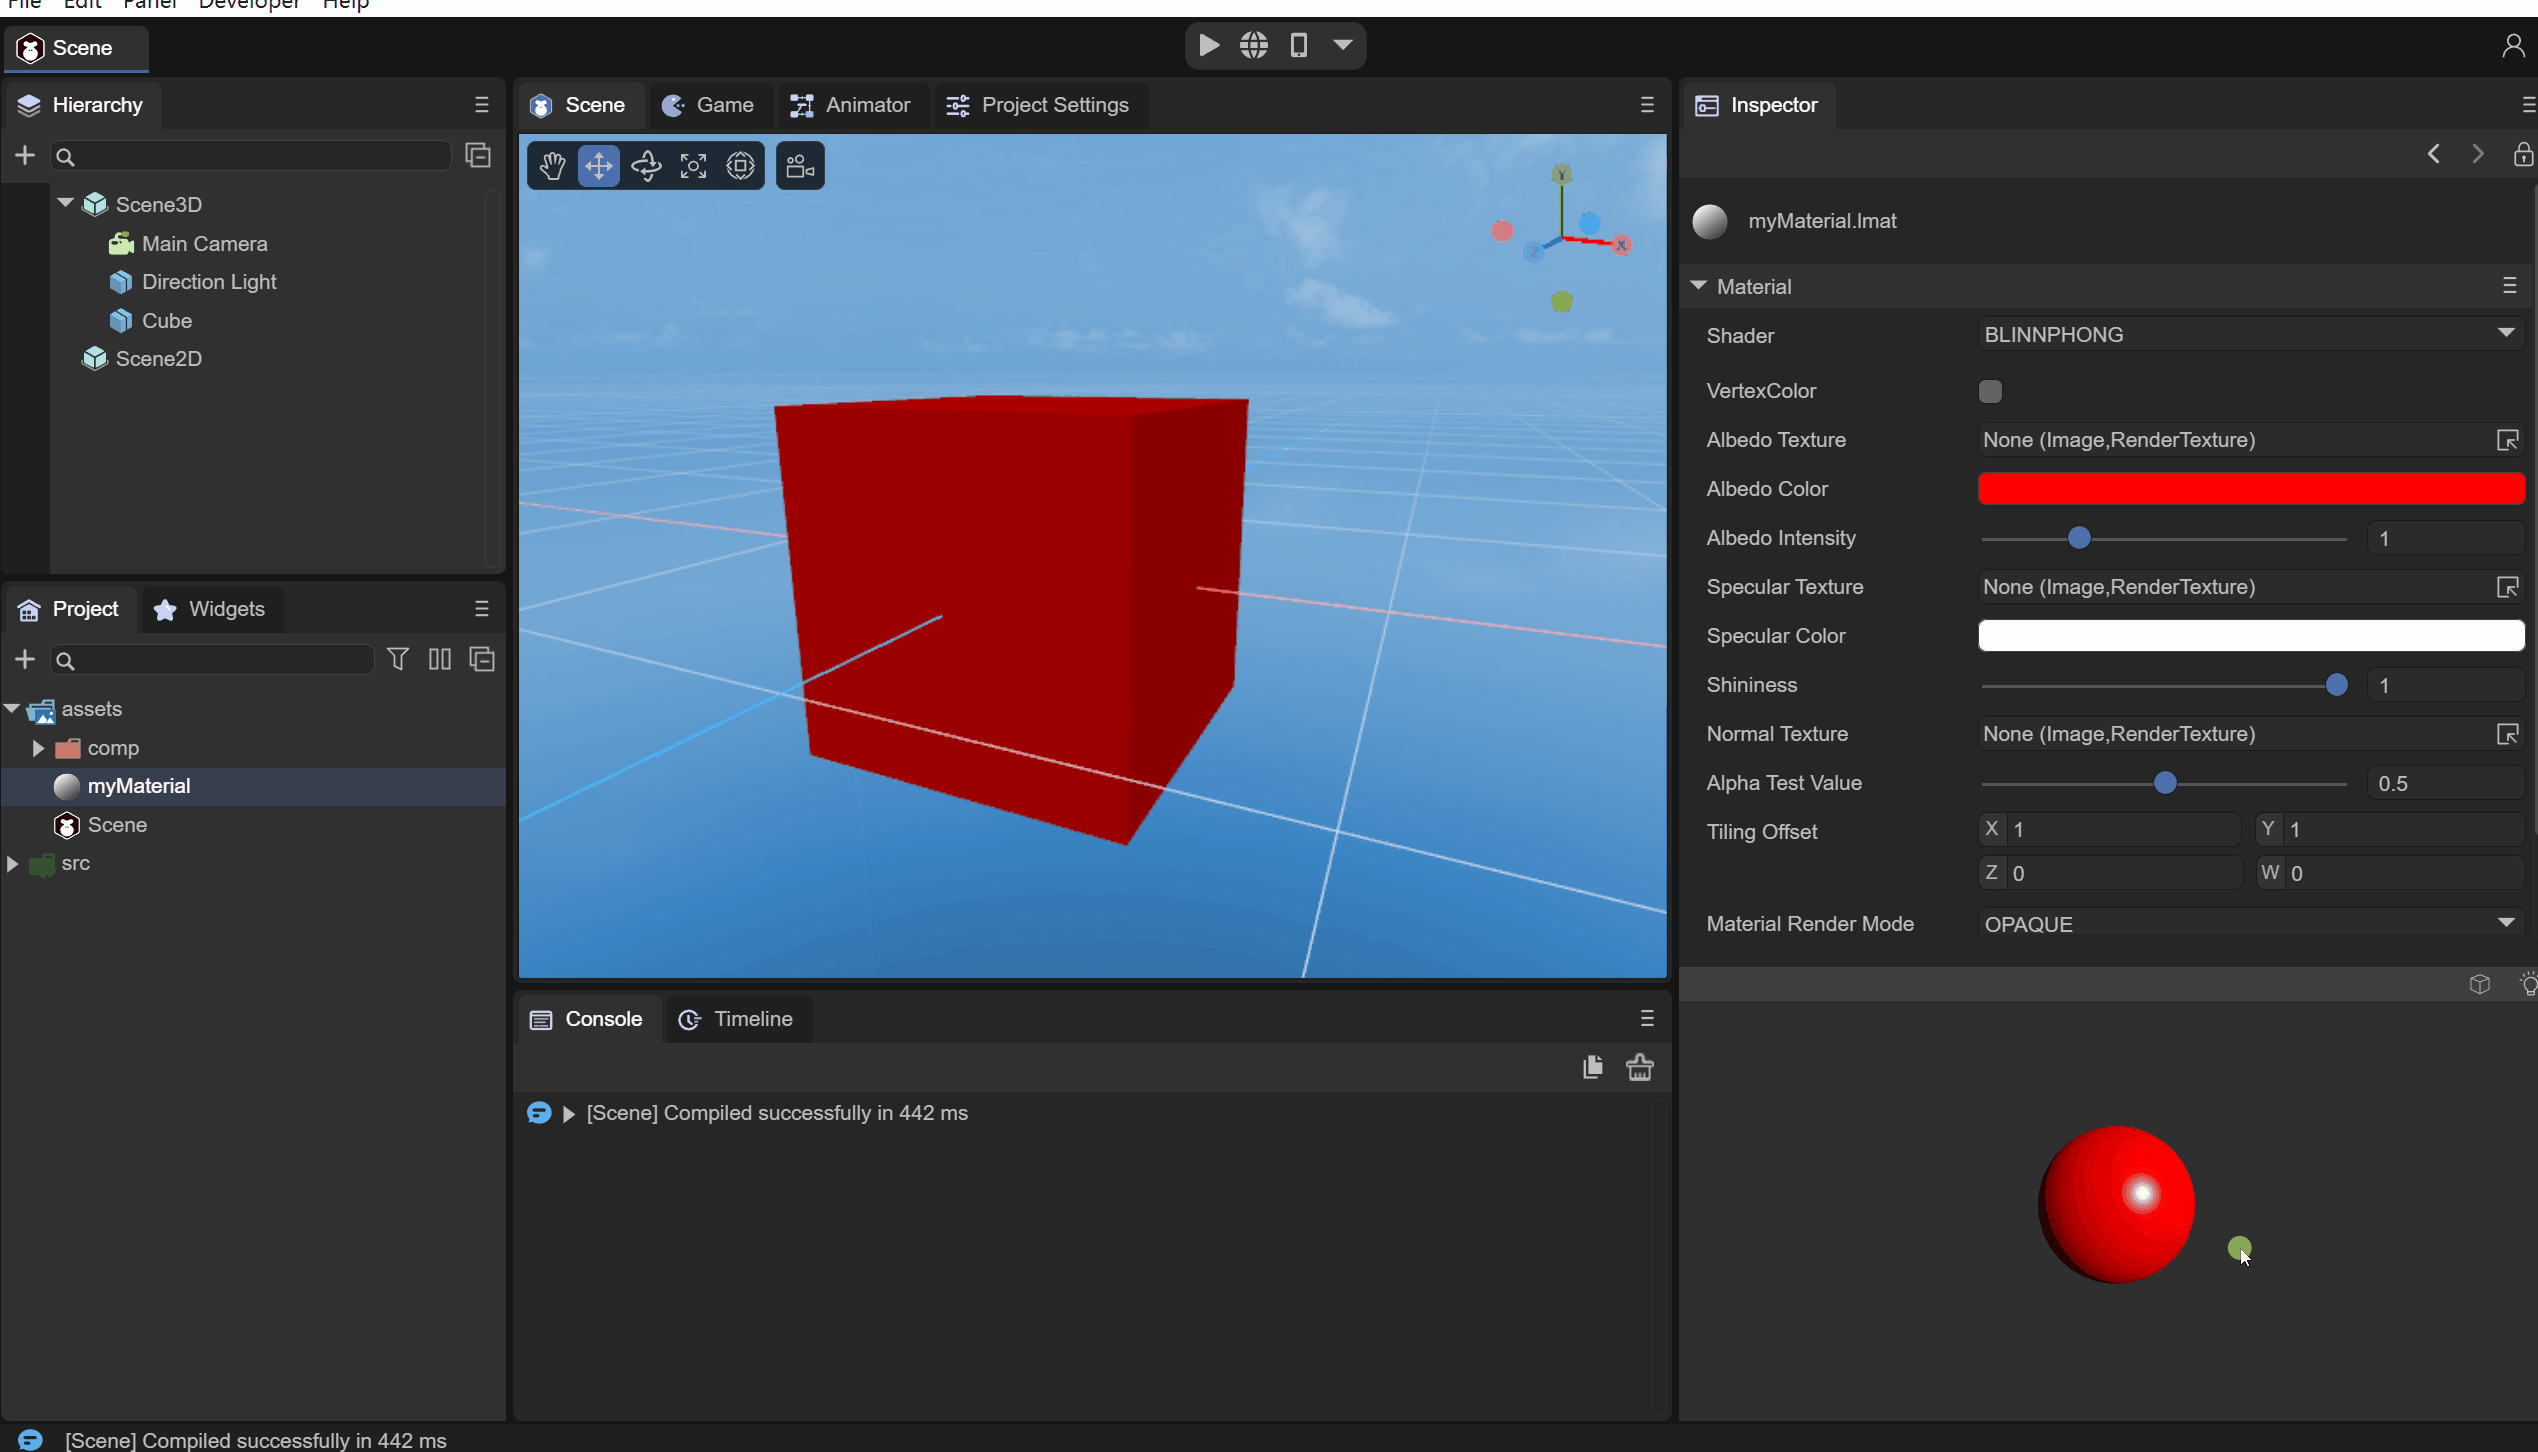 File Edit Panel Developer Help
Scene
Hierarchy
Scene3D
Main Camera
Direction Light
Cube
Scene2D
Project Widgets
assets
comp
myMaterial
Scene
src
Scene Game Animator Project Settings
Y
X
Z
Console Timeline
[Scene] Compiled successfully in 442 ms
Inspector
myMaterial.lmat
Material
Shader BLINNPHONG
VertexColor
Albedo Texture None (Image,RenderTexture)
Albedo Color
Albedo Intensity 1
Specular Texture None (Image,RenderTexture)
Specular Color
Shininess 1
Normal Texture None (Image,RenderTexture)
Alpha Test Value 0.5
Tiling Offset X 1 Y 1
Z 0 W 0
Material Render Mode OPAQUE
[Scene] Compiled successfully in 442 ms